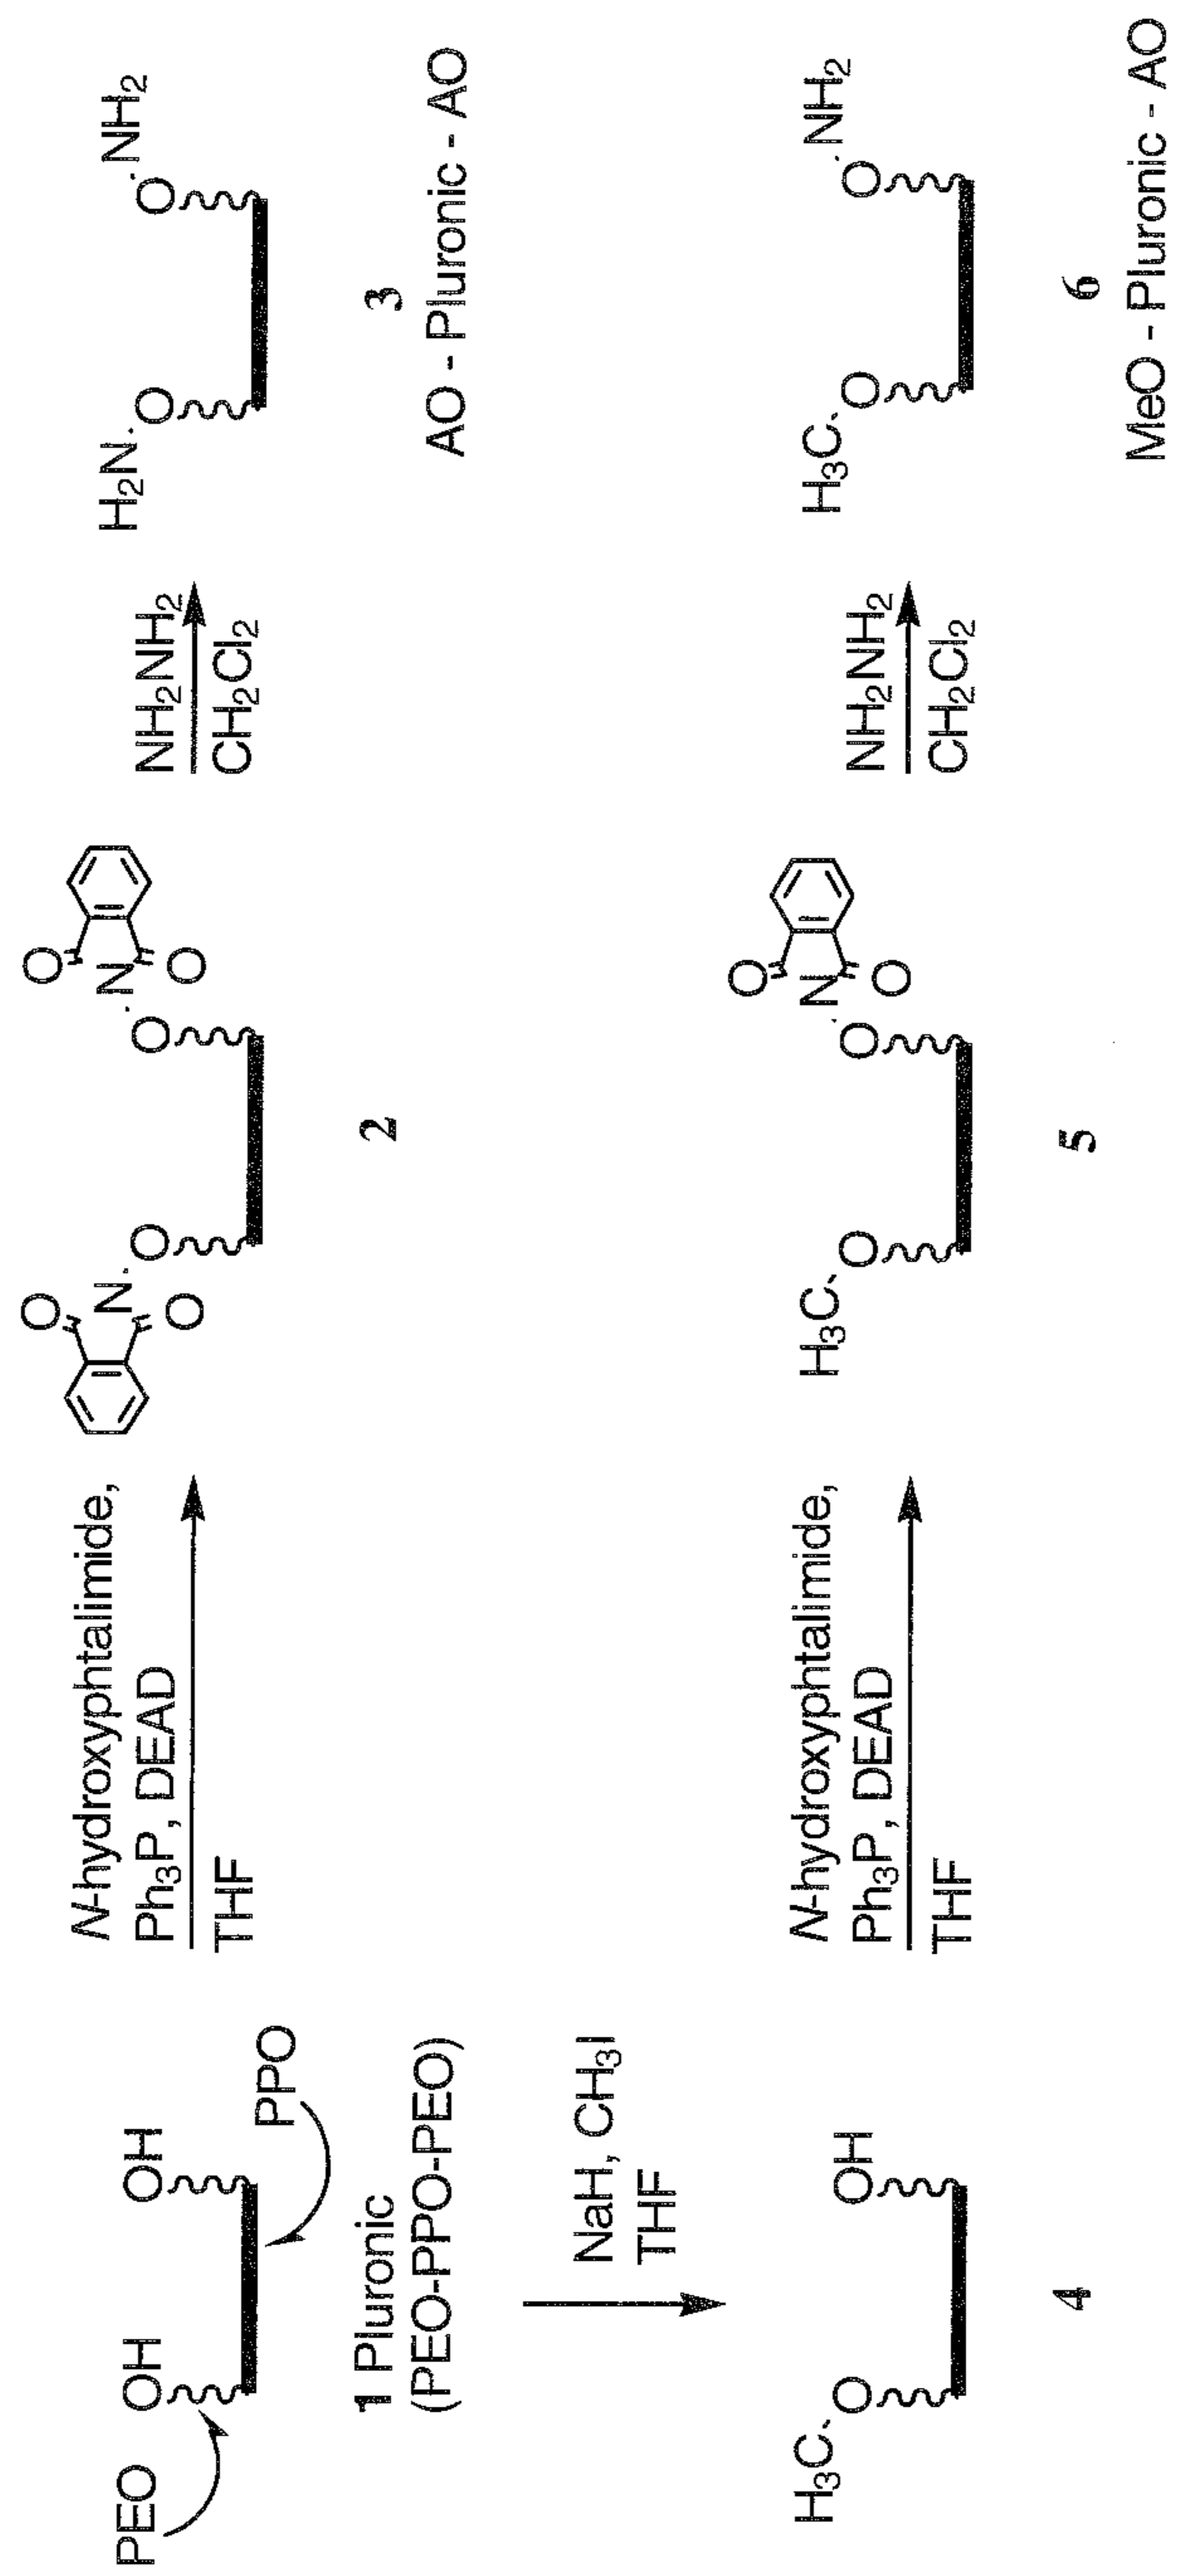 PEO
OH
OH
PPO
1 Pluronic
(PEO-PPO-PEO)
N-hydroxyphtalimide,
Ph3P, DEAD
THF
O
N
O
O
O
O
N
O
2
NH2NH2
CH2Cl2
H2N
O
O
NH2
3
AO - Pluronic - AO
NaH, CH3I
THF
H3C
O
OH
4
N-hydroxyphtalimide,
Ph3P, DEAD
THF
H3C
O
O
O
N
O
5
NH2NH2
CH2Cl2
H3C
O
O
NH2
6
MeO - Pluronic - AO